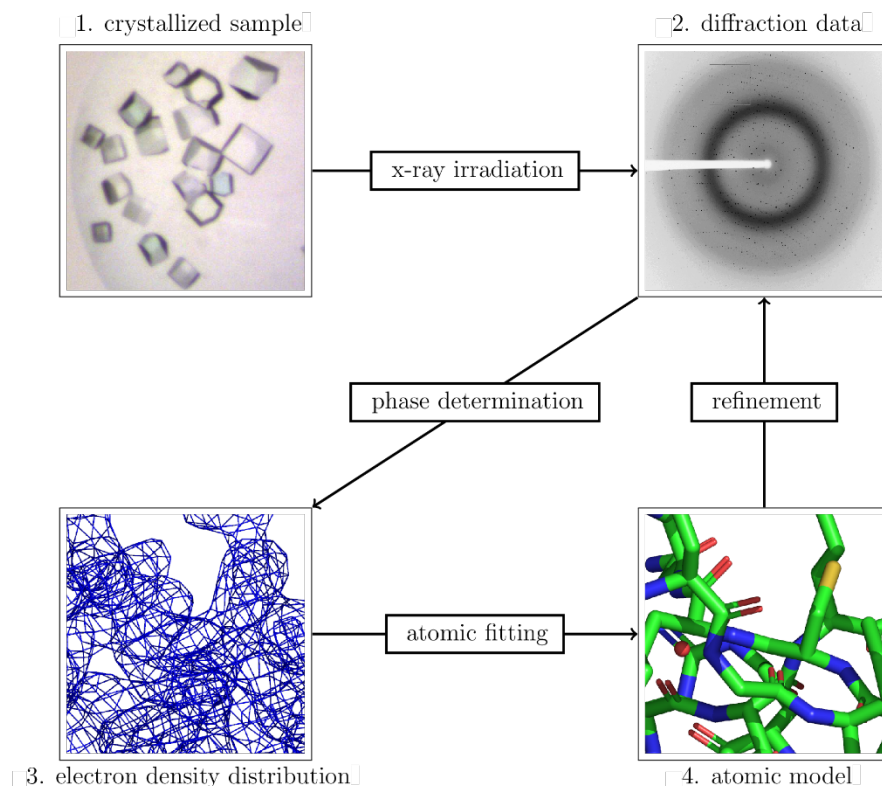 1. crystallized sample
2. diffraction data
x-ray irradiation
phase determination
refinement
atomic fitting
3. electron density distribution
4. atomic model